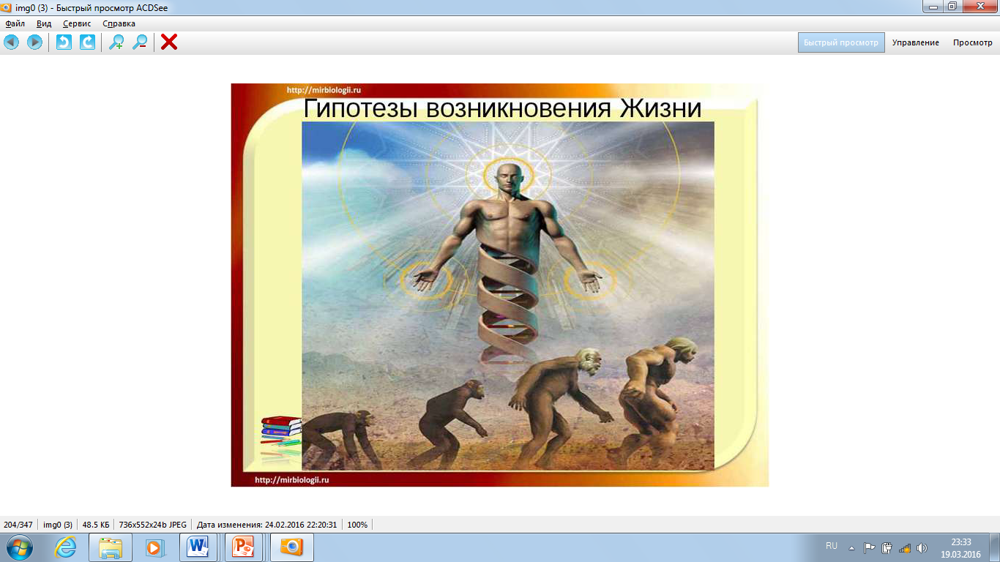 img0 (3) - Быстрый просмотр ACDSee
Файл Вид Сервис Справка
Быстрый просмотр Управление Просмотр
http://mirbiologii.ru
Гипотезы возникновения Жизни
http://mirbiologii.ru
204/347 img0 (3) 48.5 КБ 736x552x24b JPEG Дата изменения: 24.02.2016 22:20:31 100%
W P
RU
23:33
19.03.2016